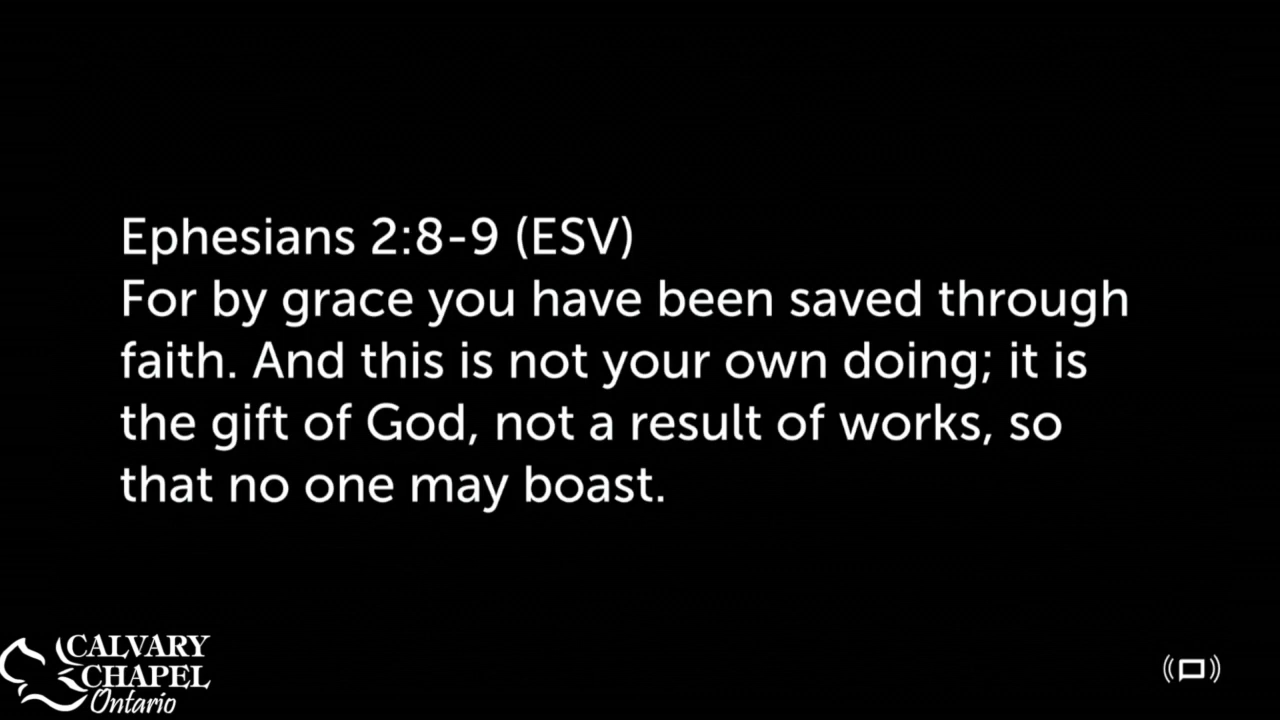 Ephesians 2:8-9 (ESV)
For by grace you have been saved through
faith. And this is not your own doing; it is
the gift of God, not a result of works, so
that no one may boast.
CALVARY
CHAPEL
Ontario